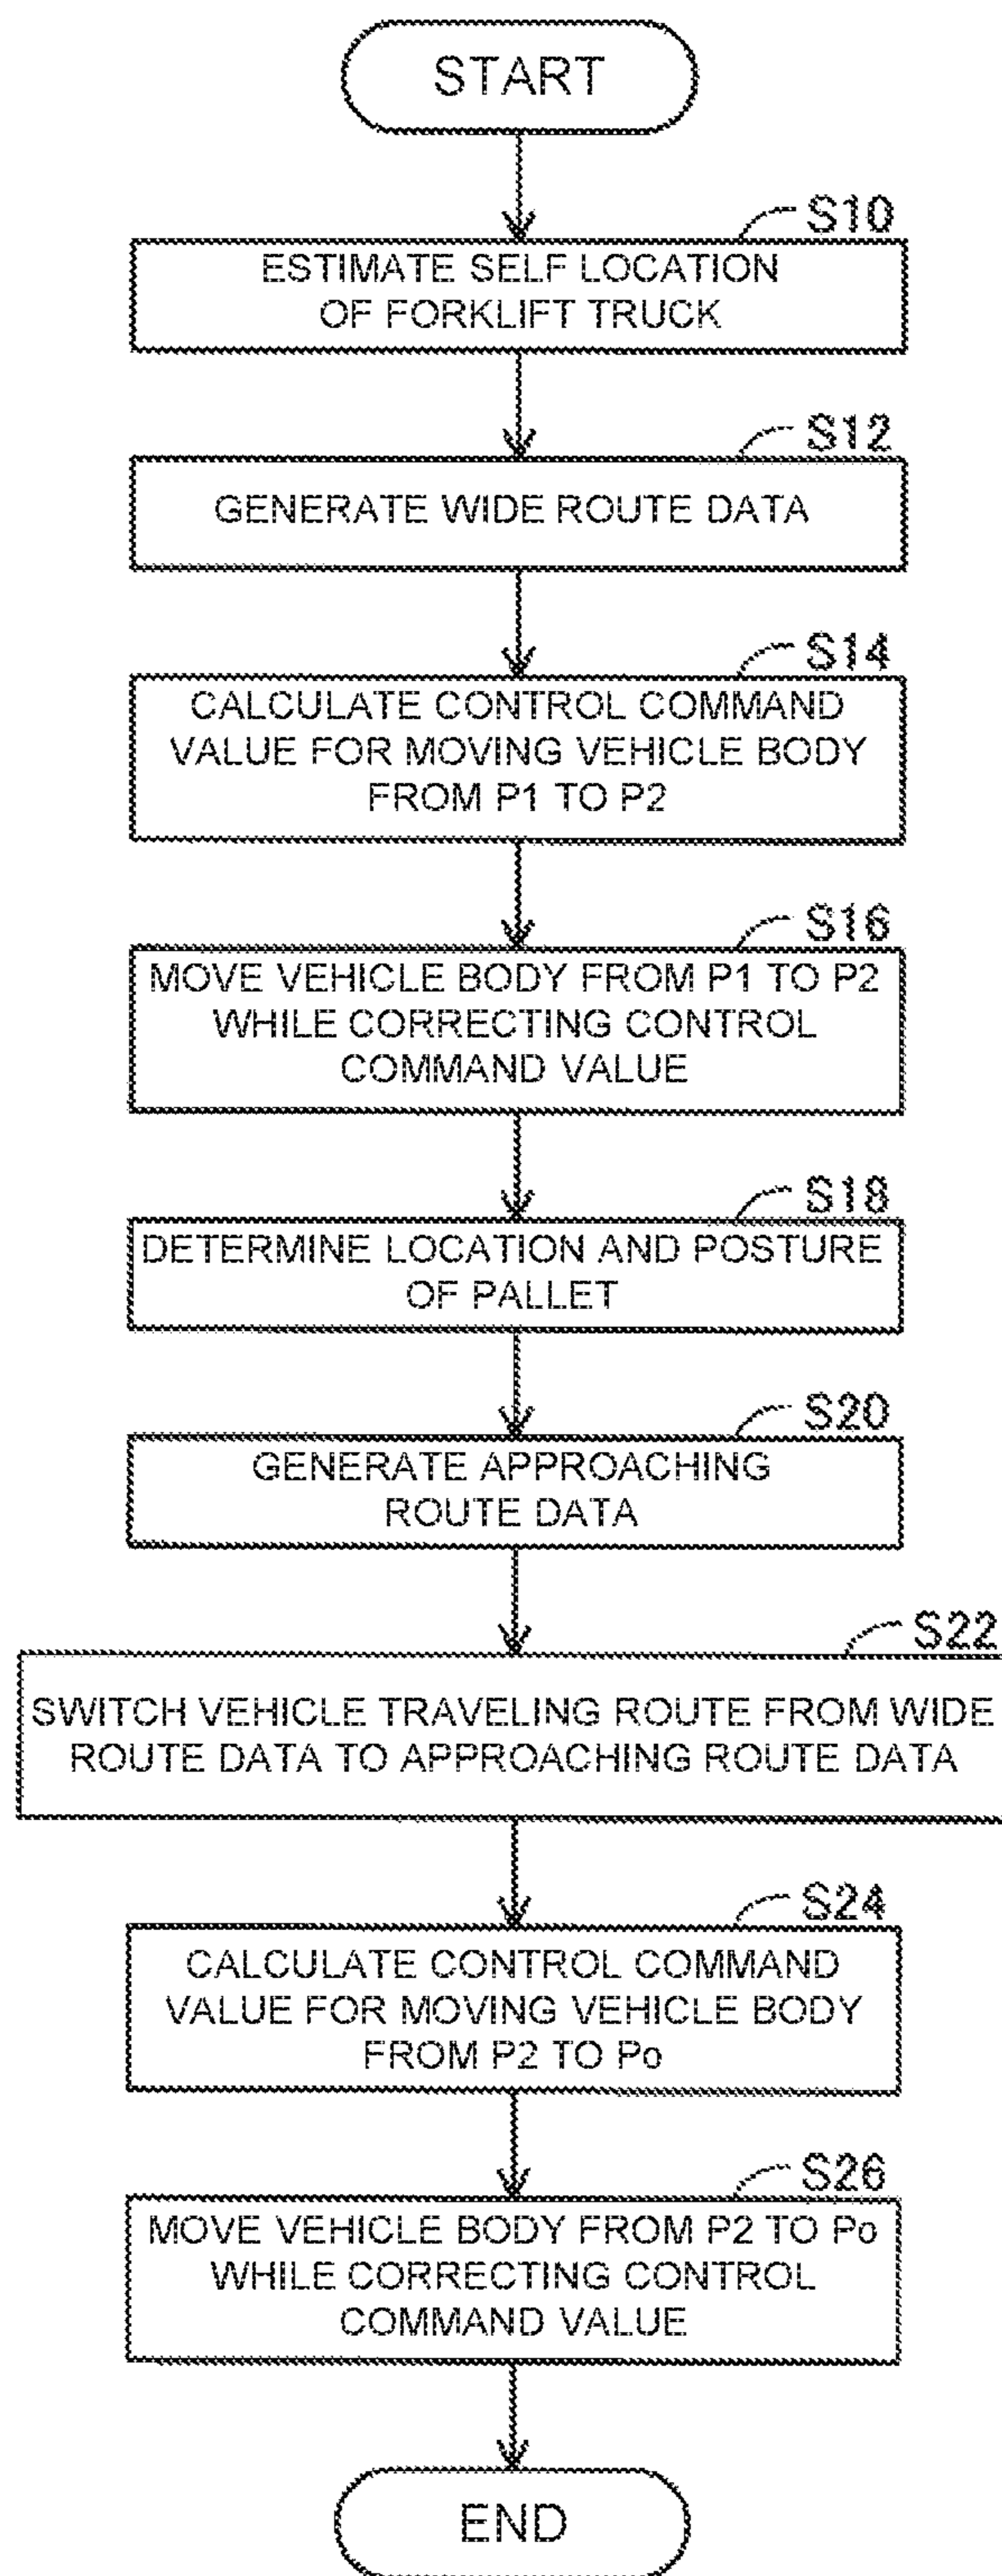 START
S10
ESTIMATE SELF LOCATION
OF FORKLIFT TRUCK
S12
GENERATE WIDE ROUTE DATA
S14
CALCULATE CONTROL COMMAND
VALUE FOR MOVING VEHICLE BODY
FROM P1 TO P2
S16
MOVE VEHICLE BODY FROM P1 TO P2
WHILE CORRECTING CONTROL
COMMAND VALUE
S18
DETERMINE LOCATION AND POSTURE
OF PALLET
S20
GENERATE APPROACHING
ROUTE DATA
S22
SWITCH VEHICLE TRAVELING ROUTE FROM WIDE
ROUTE DATA TO APPROACHING ROUTE DATA
S24
CALCULATE CONTROL COMMAND
VALUE FOR MOVING VEHICLE BODY
FROM P2 TO Po
S26
MOVE VEHICLE BODY FROM P2 TO Po
WHILE CORRECTING CONTROL
COMMAND VALUE
END